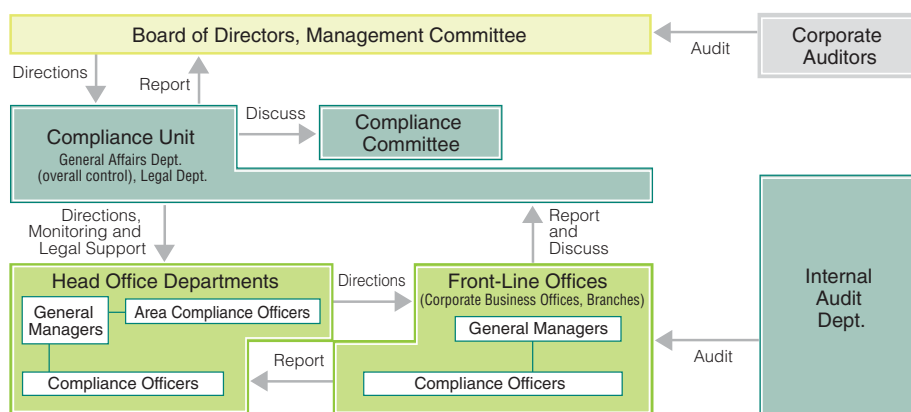 Board of Directors, Management Committee
Audit
Corporate
Auditors
Directions
Report
Compliance Unit
General Affairs Dept.
(overall control), Legal Dept.
Discuss
Compliance
Committee
Directions,
Monitoring and
Legal Support
Report
and
Discuss
Head Office Departments
General
Managers
Area Compliance Officers
Compliance Officers
Directions
Report
Front-Line Offices
(Corporate Business Offices, Branches)
General Managers
Compliance Officers
Audit
Internal
Audit
Dept.